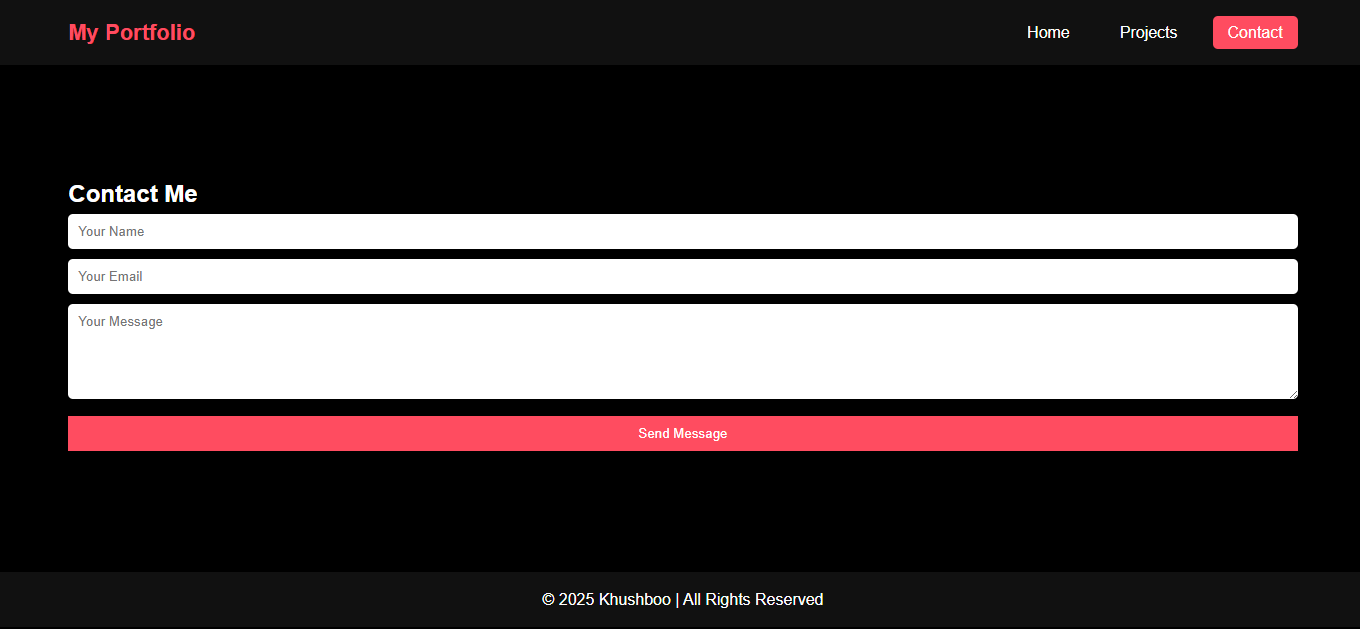 My Portfolio
Home Projects Contact
Contact Me
Your Name
Your Email
Your Message
Send Message
© 2025 Khushboo | All Rights Reserved